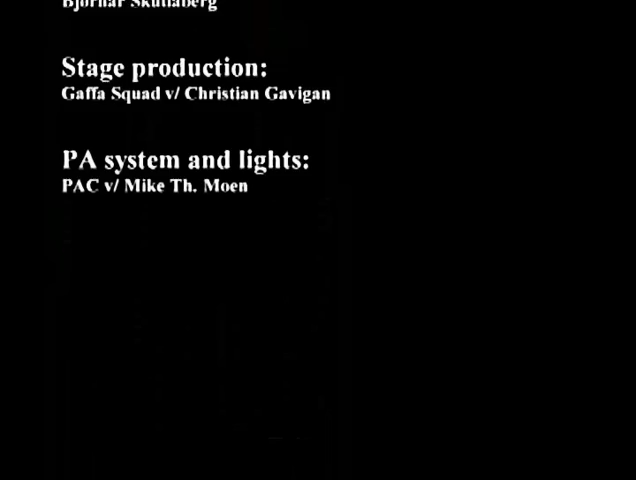 Stage production:
Gaffa Squad v/ Christian Gavigan
PA system and lights:
PAC v/ Mike Th. Moen